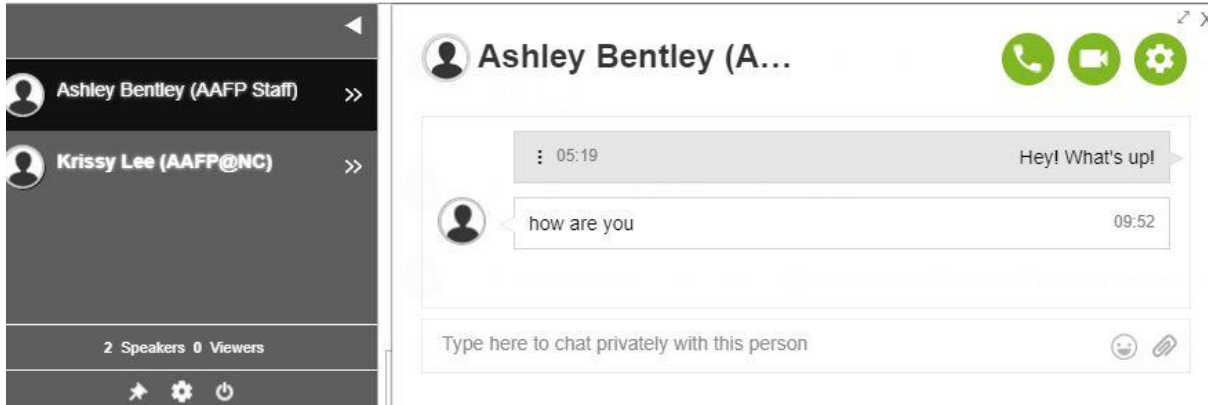 Ashley Bentley (AAFP Staff)
Krissy Lee (AAFP@NC)
2 Speakers 0 Viewers
Ashley Bentley (A...
05:19 Hey! What's up!
how are you 09:52
Type here to chat privately with this person